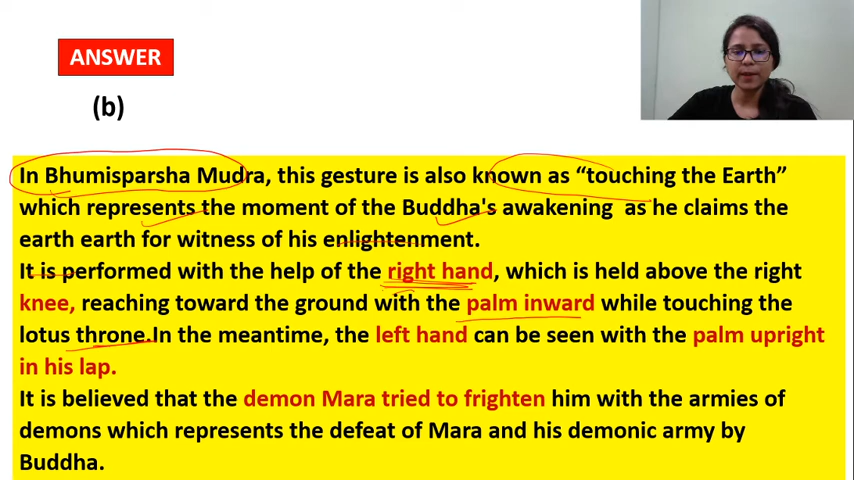 ANSWER
(b)
In Bhumisparsha Mudra, this gesture is also known as “touching the Earth”
which represents the moment of the Buddha's awakening as he claims the
earth earth for witness of his enlightenment.
It is performed with the help of the right hand, which is held above the right
knee, reaching toward the ground with the palm inward while touching the
lotus throne.In the meantime, the left hand can be seen with the palm upright
in his lap.
It is believed that the demon Mara tried to frighten him with the armies of
demons which represents the defeat of Mara and his demonic army by
Buddha.